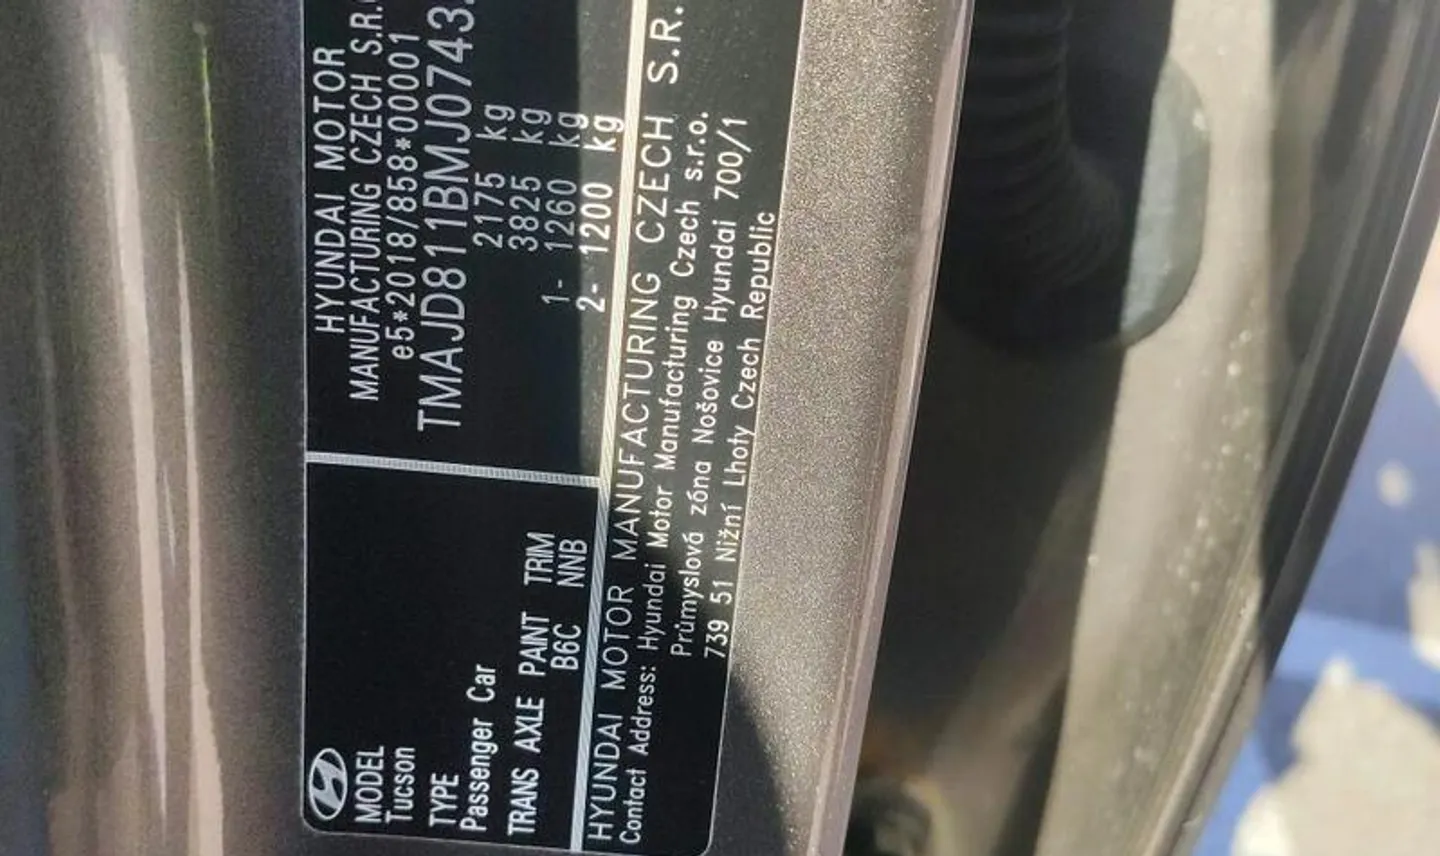 MODEL
Tucson
TYPE
Passenger Car
TRANS AXLE PAINT TRIM
B6C NNB
HYUNDAI MOTOR
MANUFACTURING CZECH S.R.
e5*2018/858*00001
TMAJD811BMJ0743
2175 kg
3825 kg
1- 1260 kg
2- 1200 kg
HYUNDAI MOTOR MANUFACTURING CZECH S.R.
Contact Address: Hyundai Motor Manufacturing Czech s.r.o.
Průmyslová zóna Nošovice Hyundai 700/1
739 51 Nižní Lhoty Czech Republic